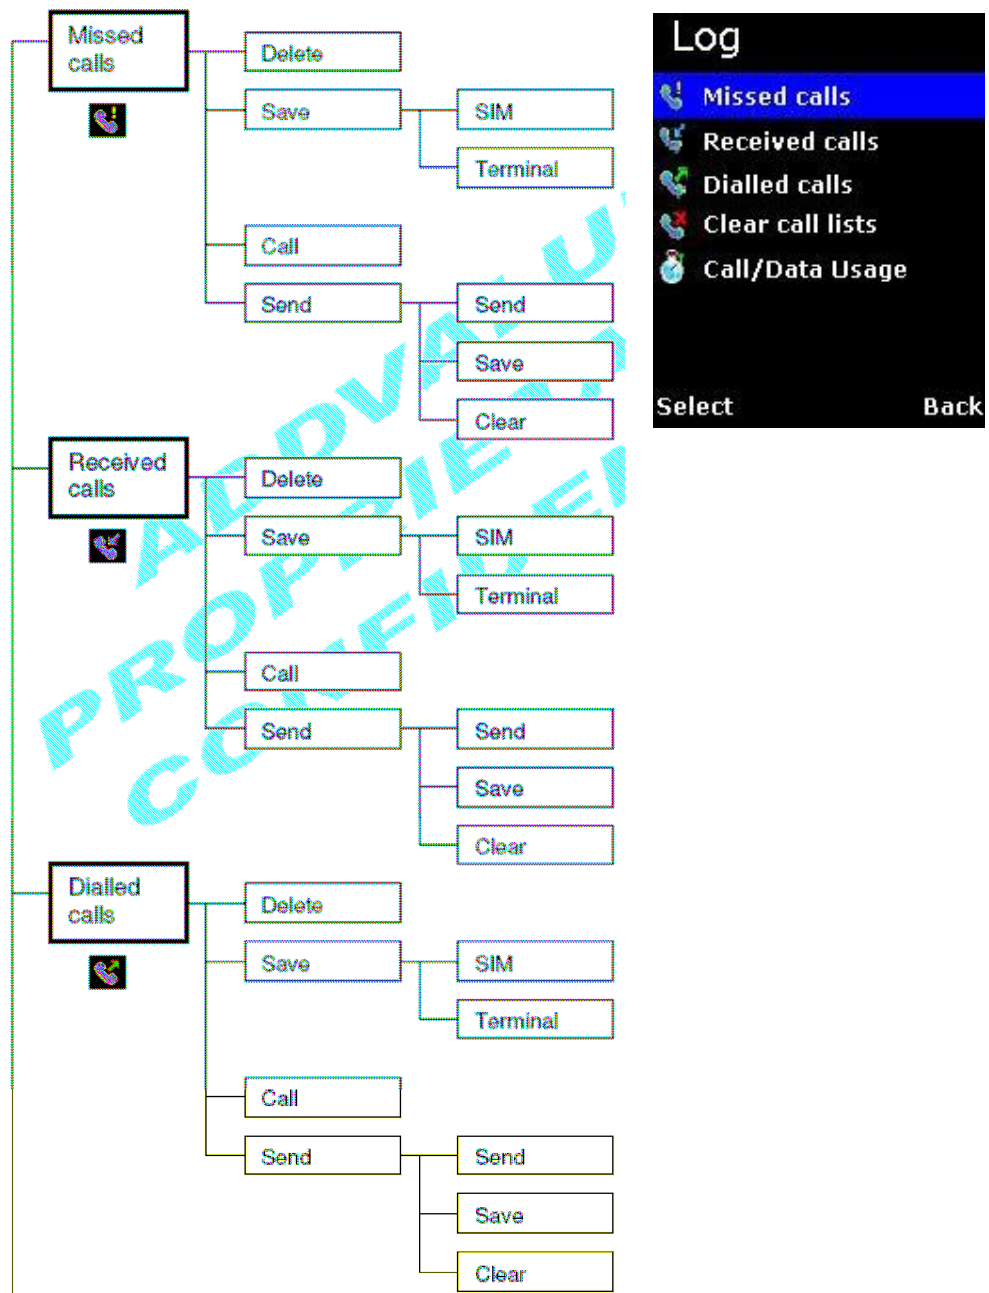 Missed
calls
Delete
Save
SIM
Terminal
Call
Send
Send
Save
Clear
Received
calls
Delete
Save
SIM
Terminal
Call
Send
Send
Save
Clear
Dialled
calls
Delete
Save
SIM
Terminal
Call
Send
Send
Save
Clear
Log
Missed calls
Received calls
Dialled calls
Clear call lists
Call/Data Usage
Select
Back